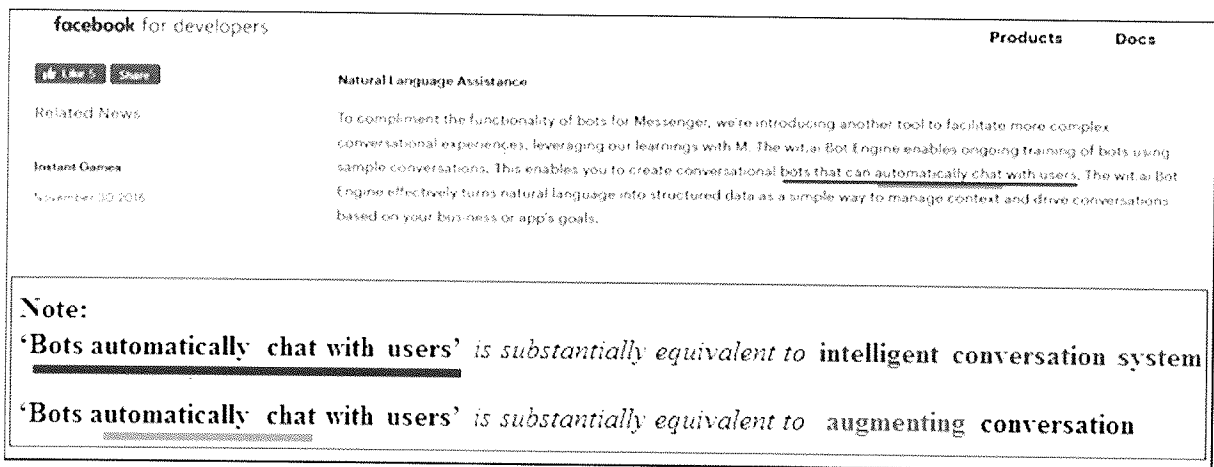 facebook for developers
Products Docs
Like 5 Share
Natural Language Assistance
Related News
To compliment the functionality of bots for Messenger, we're introducing another tool to facilitate more complex
conversational experiences, leveraging our learnings with M. The wit.ai Bot Engine enables ongoing training of bots using
sample conversations. This enables you to create conversational bots that can automatically chat with users. The wit.ai Bot
Engine effectively turns natural language into structured data as a simple way to manage context and drive conversations
based on your business or app's goals.
Instant Games
November 30 2016
Note:
‘Bots automatically chat with users’ is substantially equivalent to intelligent conversation system
‘Bots automatically chat with users’ is substantially equivalent to augmenting conversation